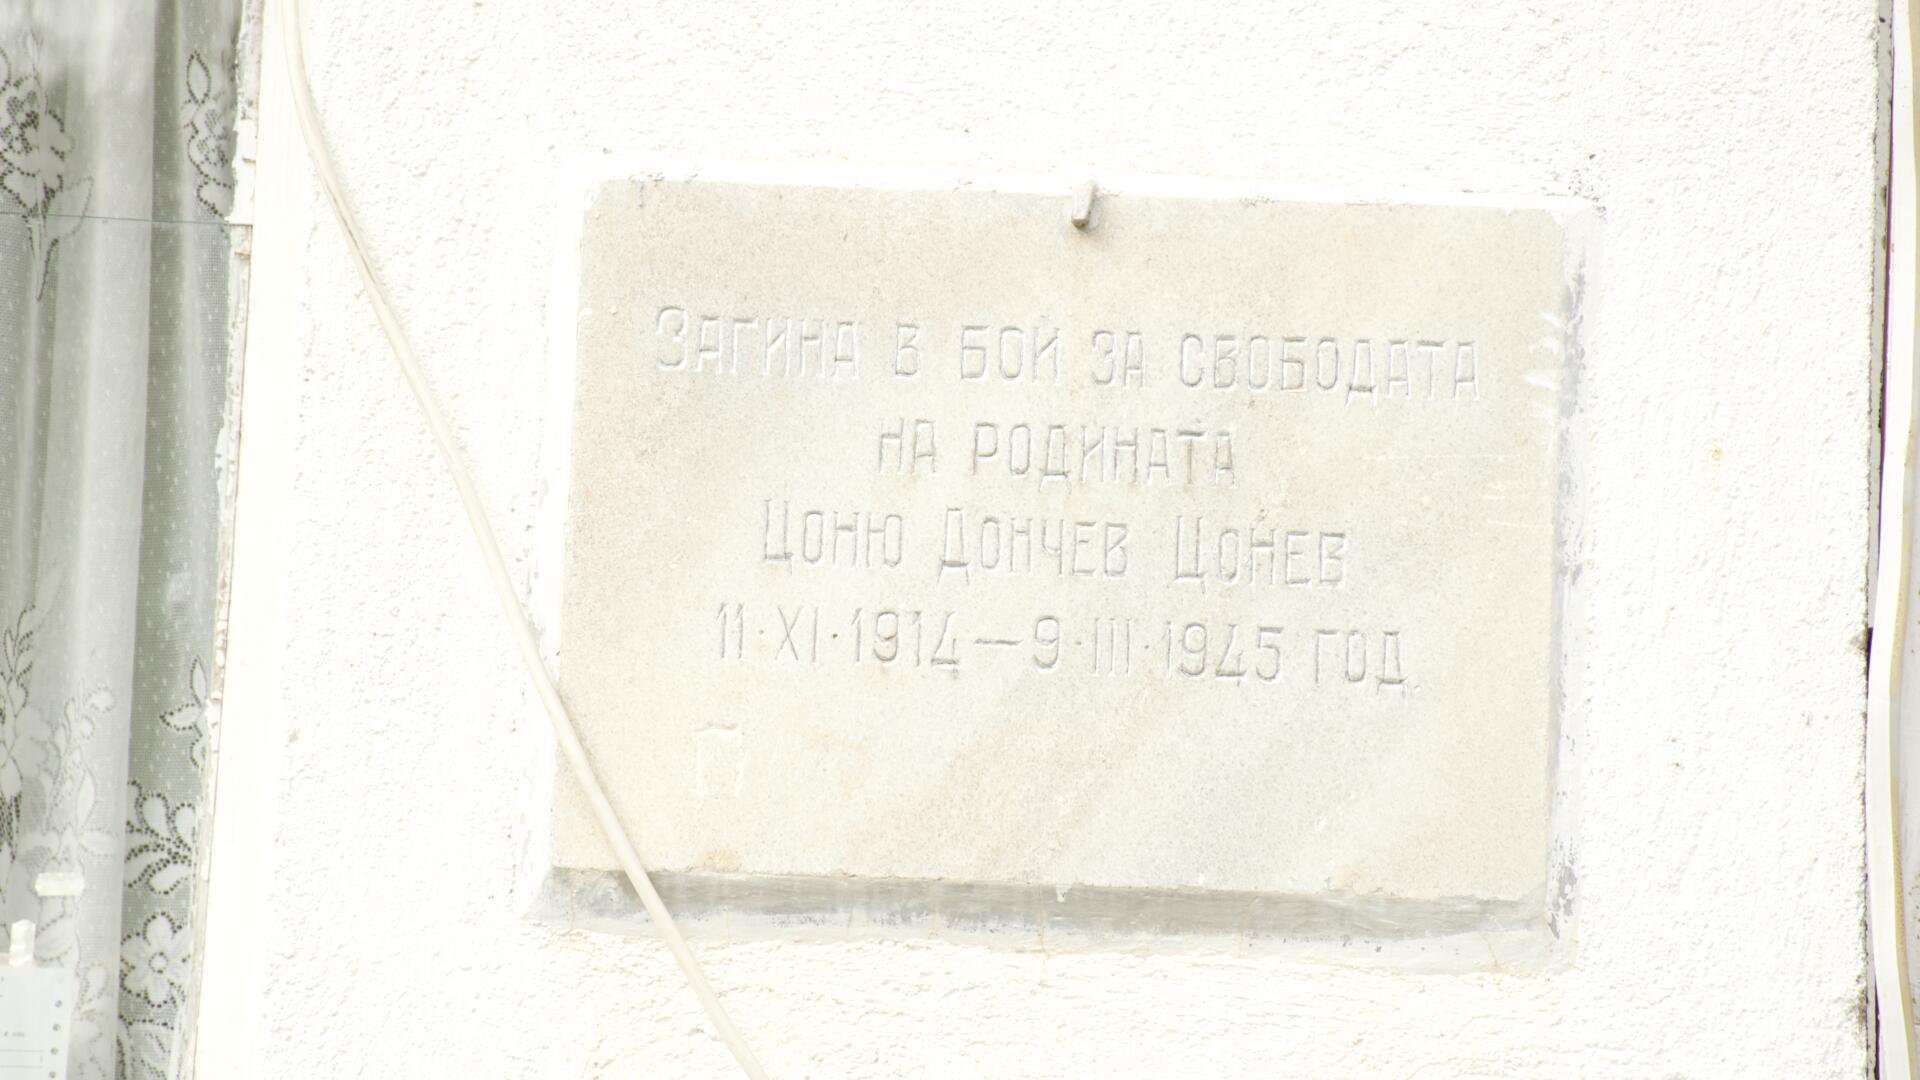 ЗАГИНА В БОЙ ЗА СВОБОДАТА
НА РОДИНАТА
ЦОНЮ ДОНЧЕВ ЦОНЕВ
11·XI·1914—9·III·1945 ГОД.
П